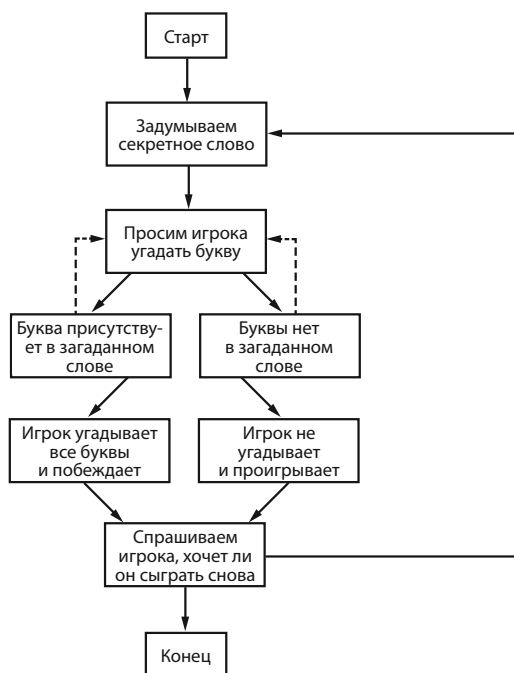 Старт
Задумываем
секретное слово
Просим игрока
угадать букву
Буква присутству-
ет в загаданном
слове
Буквы нет
в загаданном
слове
Игрок угадывает
все буквы
и побеждает
Игрок не
угадывает
и проигрывает
Спрашиваем
игрока, хочет ли
он сыграть снова
Конец